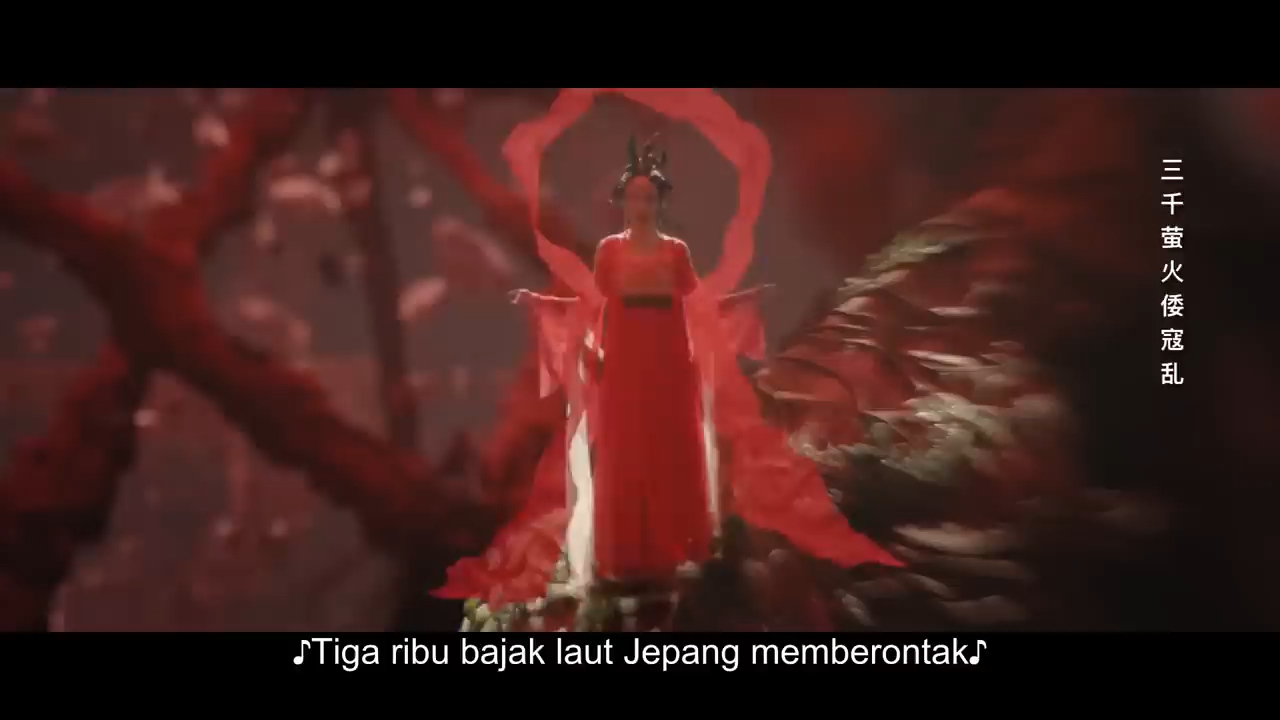 三千萤火倭寇乱
♪Tiga ribu bajak laut Jepang memberontak♪